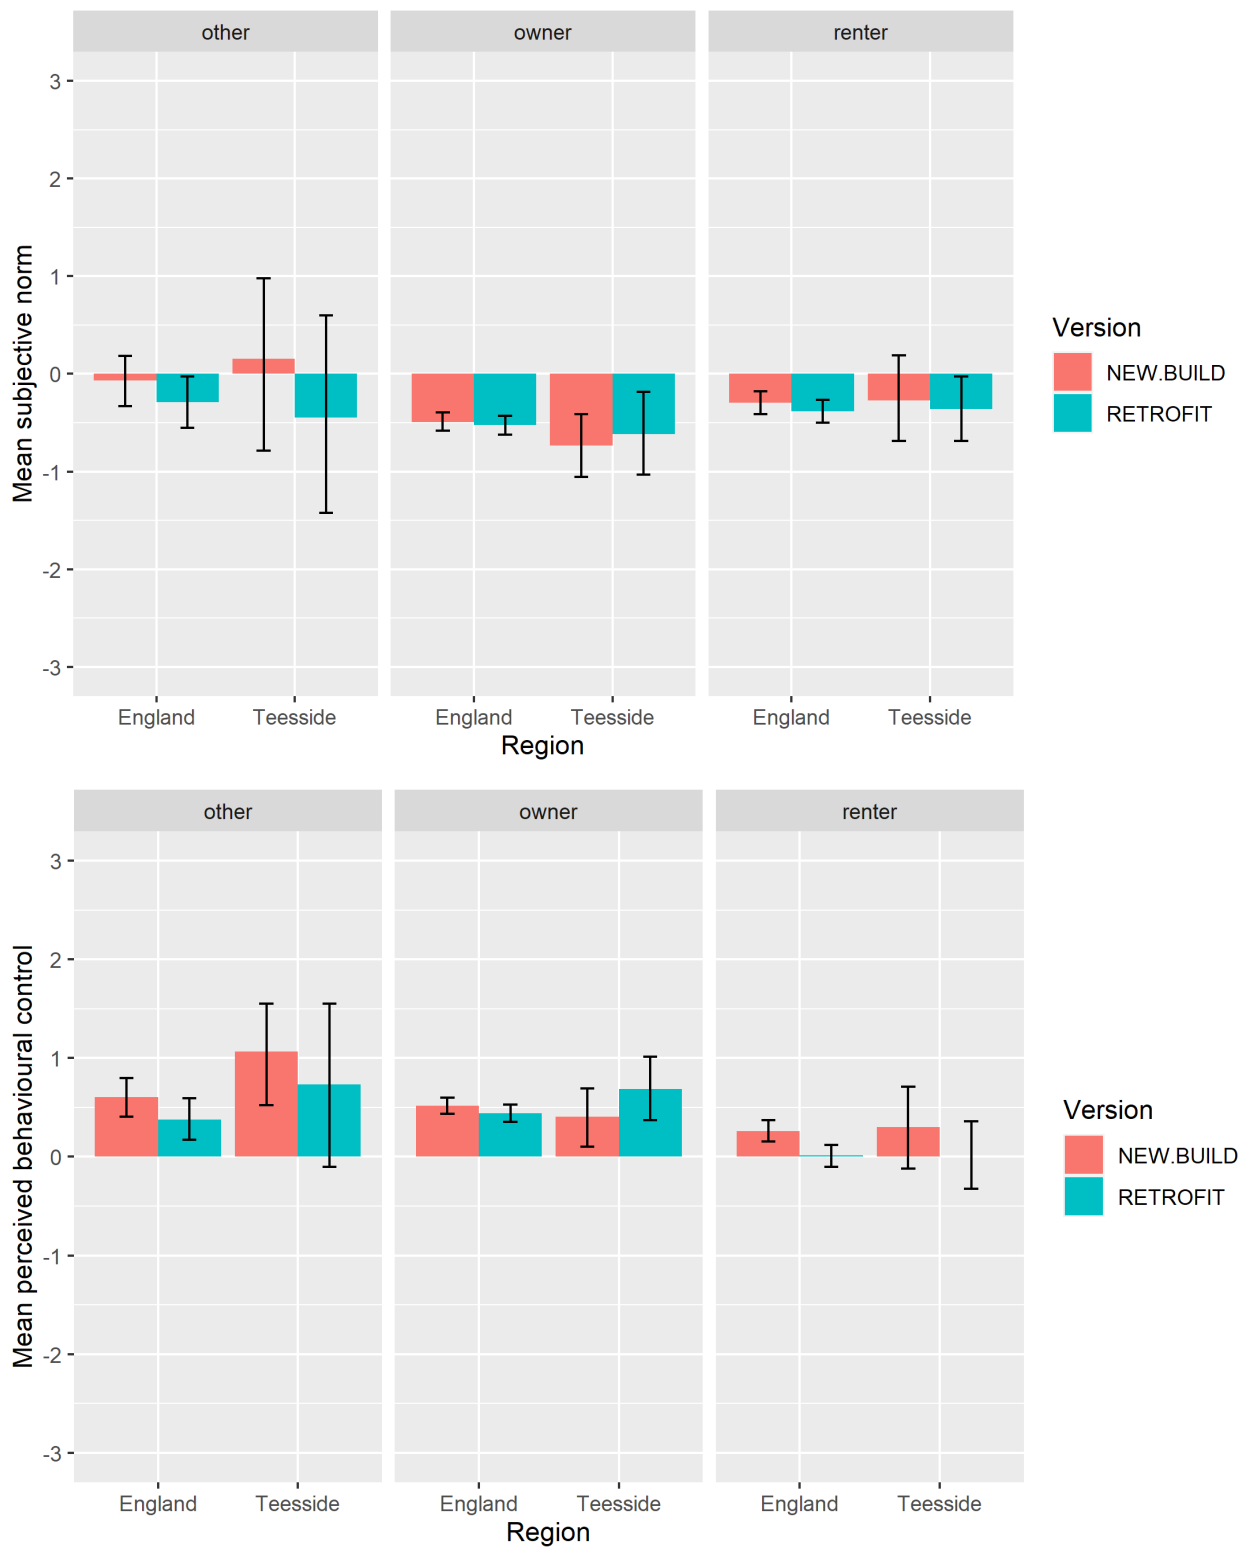 other owner renter
3
2
1
0
-1
-2
-3
Mean subjective norm
England Teesside England Teesside England Teesside
Region
Version
NEW.BUILD
RETROFIT
other owner renter
3
2
1
0
-1
-2
-3
Mean perceived behavioural control
England Teesside England Teesside England Teesside
Region
Version
NEW.BUILD
RETROFIT